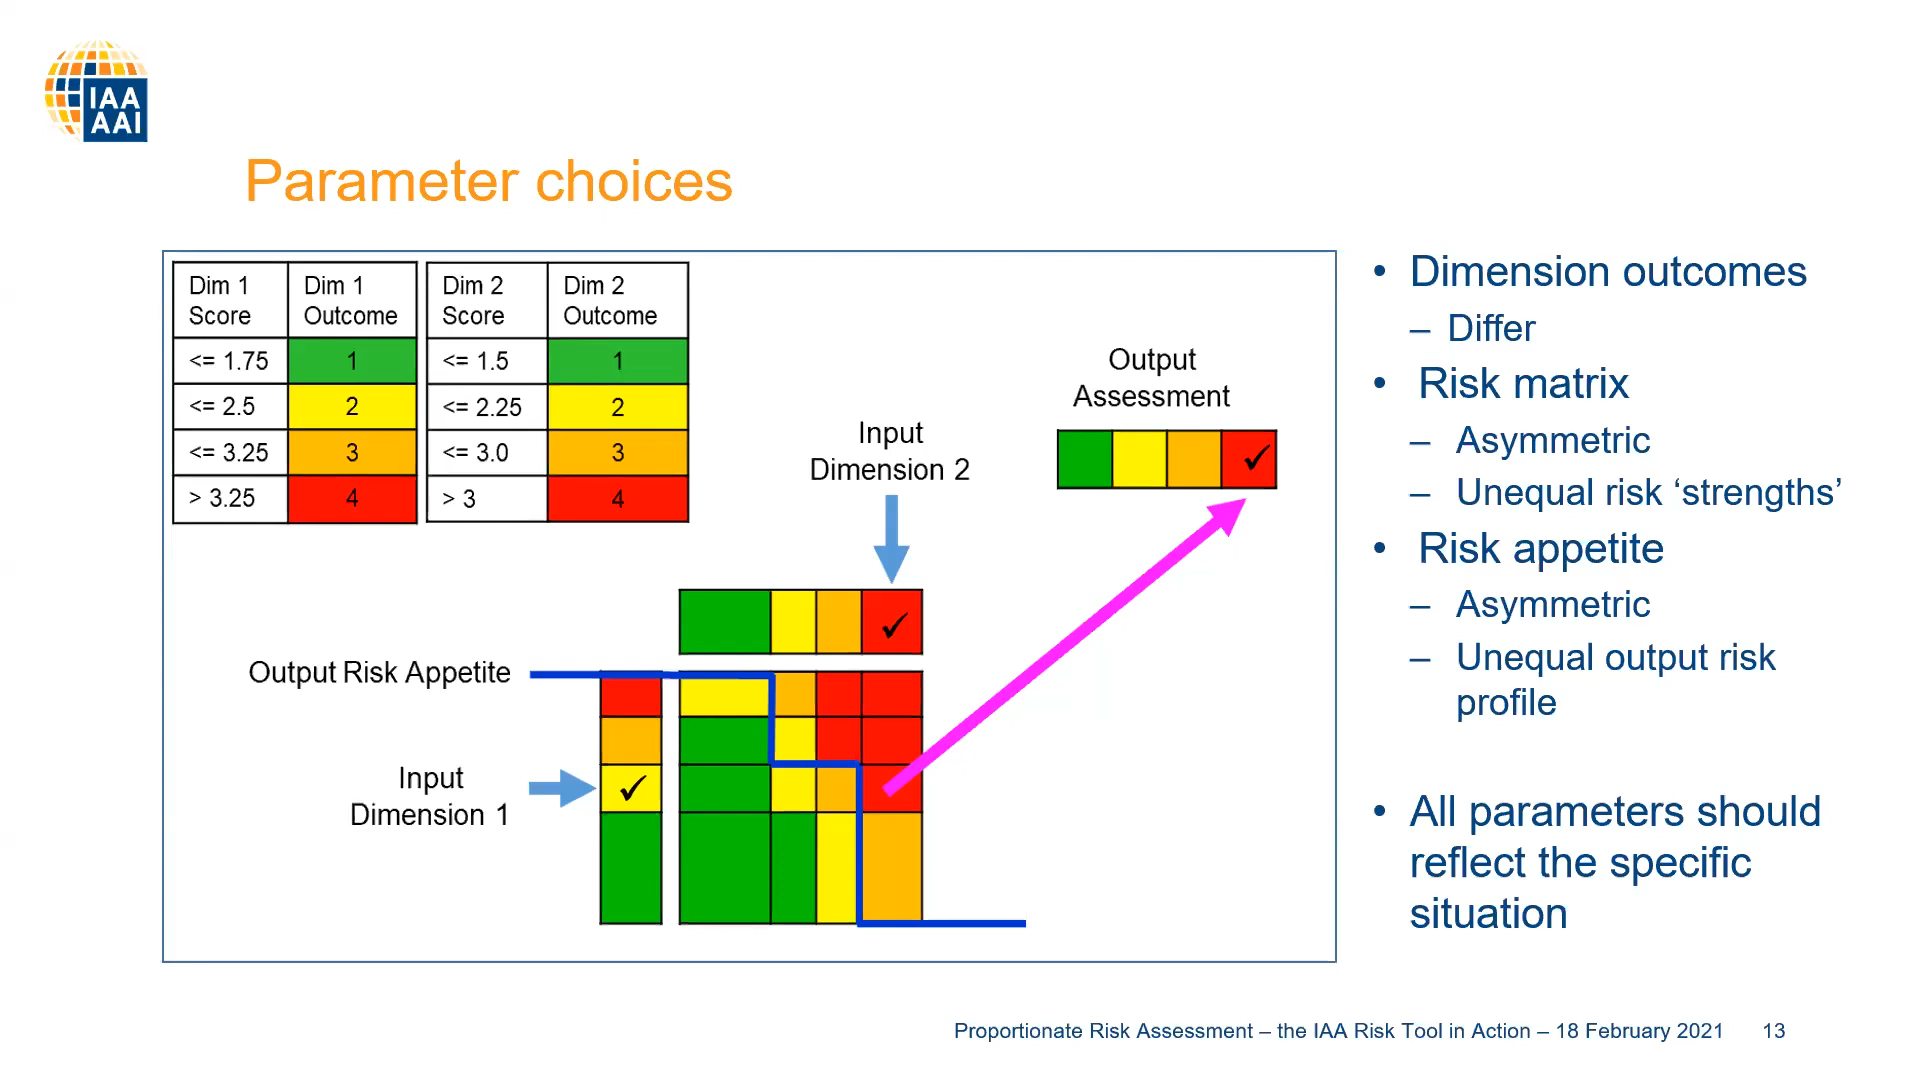 IAA
AAI
Parameter choices
Dim 1 Score
Dim 1 Outcome
Dim 2 Score
Dim 2 Outcome
<= 1.75
1
<= 1.5
1
<= 2.5
2
<= 2.25
2
<= 3.25
3
<= 3.0
3
> 3.25
4
> 3
4
Input
Dimension 2
Output
Assessment
✓
✓
Output Risk Appetite
Input
Dimension 1
✓
• Dimension outcomes
– Differ
• Risk matrix
– Asymmetric
– Unequal risk ‘strengths’
• Risk appetite
– Asymmetric
– Unequal output risk
profile
• All parameters should
reflect the specific
situation
Proportionate Risk Assessment – the IAA Risk Tool in Action – 18 February 2021
13